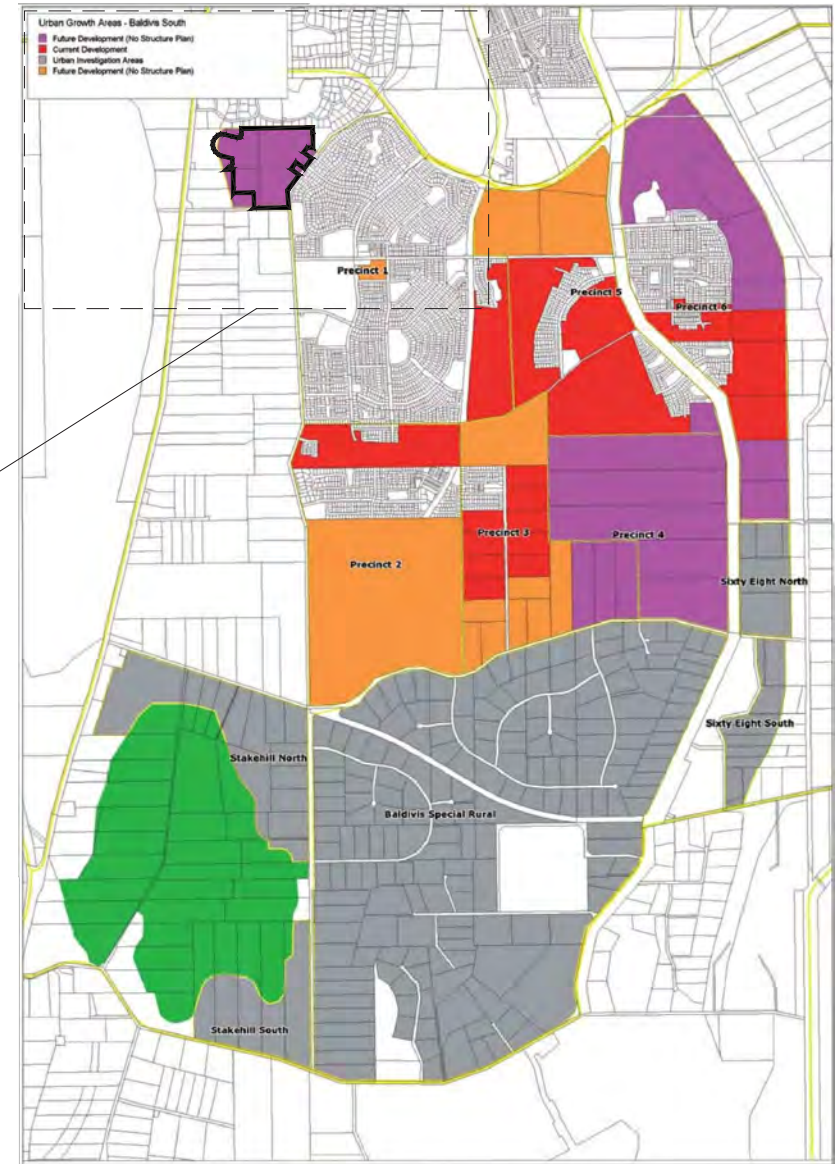 Urban Growth Areas - Baldivis South
Future Development (No Structure Plan)
Current Development
Urban Investigation Areas
Future Development (No Structure Plan)
Precinct 1
Precinct 5
Precinct 6
Precinct 3
Precinct 4
Precinct 2
Sixty Eight North
Sixty Eight South
Stakehill North
Baldivis Special Rural
Stakehill South